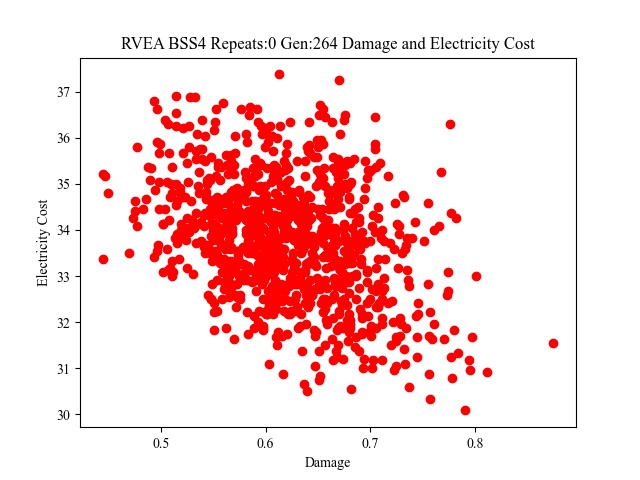 RVEA BSS4 Repeats:0 Gen:264 Damage and Electricity Cost
37
36
35
34
33
32
31
30
Electricity Cost
0.5 0.6 0.7 0.8
Damage